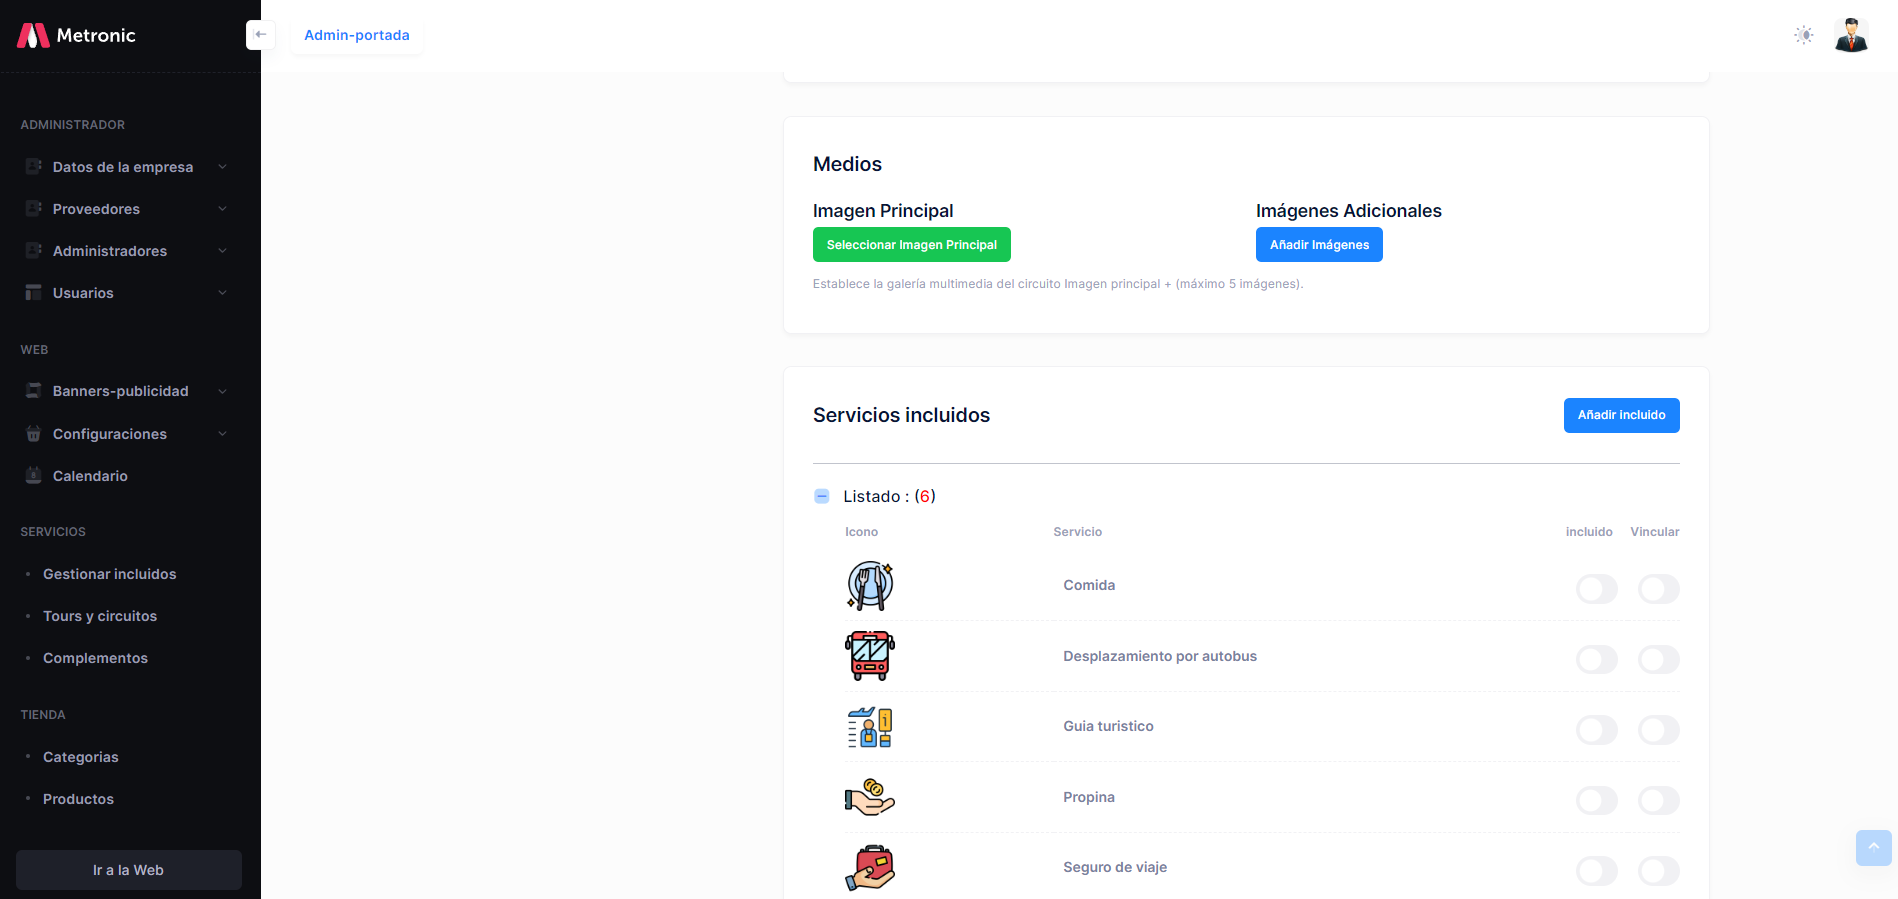 Metronic
Admin-portada
ADMINISTRADOR
Datos de la empresa
Proveedores
Administradores
Usuarios
WEB
Banners-publicidad
Configuraciones
Calendario
SERVICIOS
Gestionar incluidos
Tours y circuitos
Complementos
TIENDA
Categorias
Productos
Ir a la Web
Medios
Imagen Principal
Seleccionar Imagen Principal
Imágenes Adicionales
Añadir Imágenes
Establece la galería multimedia del circuito Imagen principal + (máximo 5 imágenes).
Servicios incluidos
Añadir incluido
Listado : (6)
Icono Servicio incluido Vincular
Comida
Desplazamiento por autobus
Guia turistico
Propina
Seguro de viaje